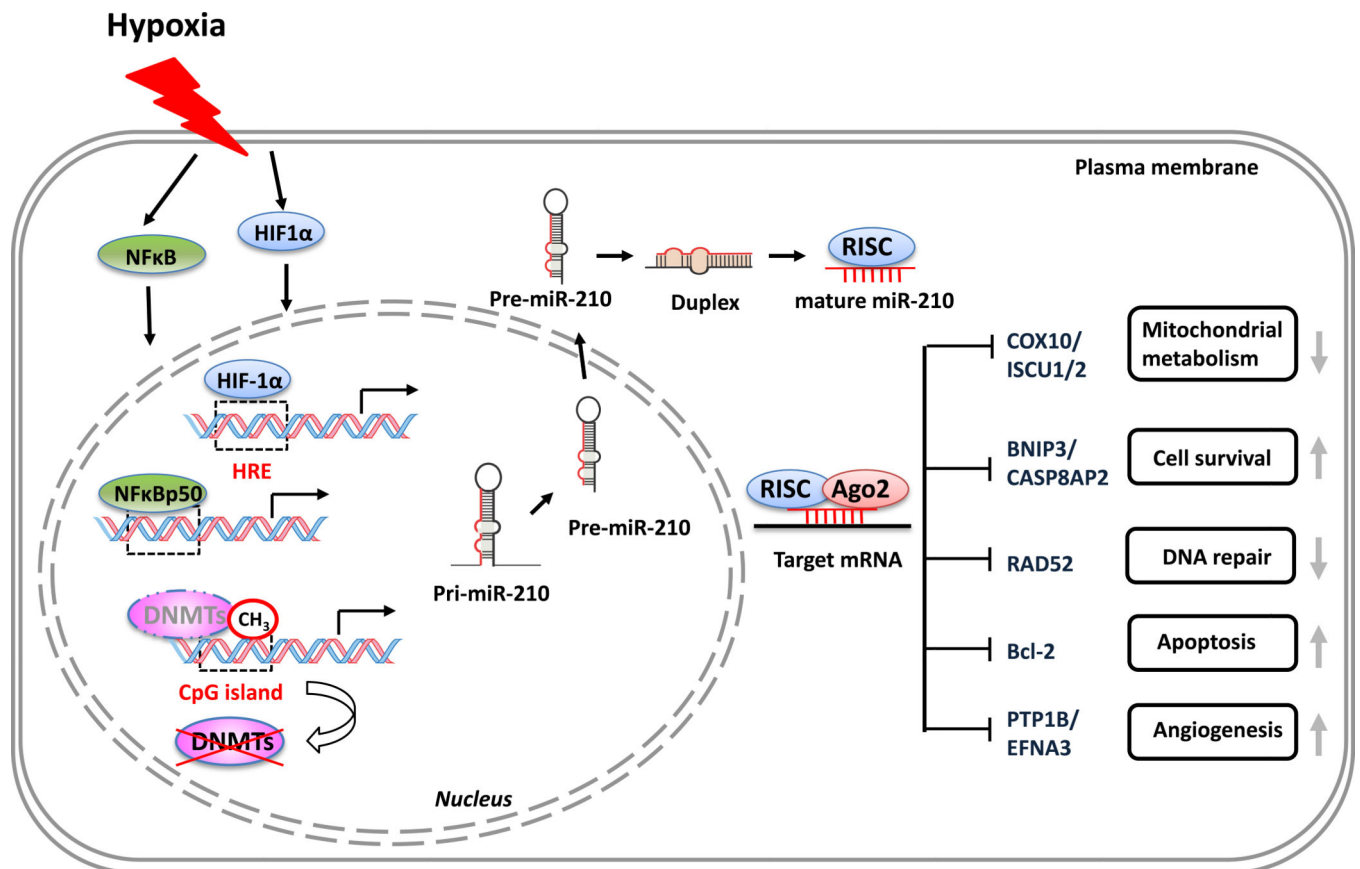 Hypoxia
Plasma membrane
NFκB
HIF1α
Pre-miR-210
Duplex
RISC
mature miR-210
HIF-1α
HRE
NFκBp50
DNMTs
CH3
CpG island
DNMTs
Pri-miR-210
Pre-miR-210
Nucleus
RISC
Ago2
Target mRNA
COX10/
ISCU1/2
Mitochondrial
metabolism
BNIP3/
CASP8AP2
Cell survival
RAD52
DNA repair
Bcl-2
Apoptosis
PTP1B/
EFNA3
Angiogenesis